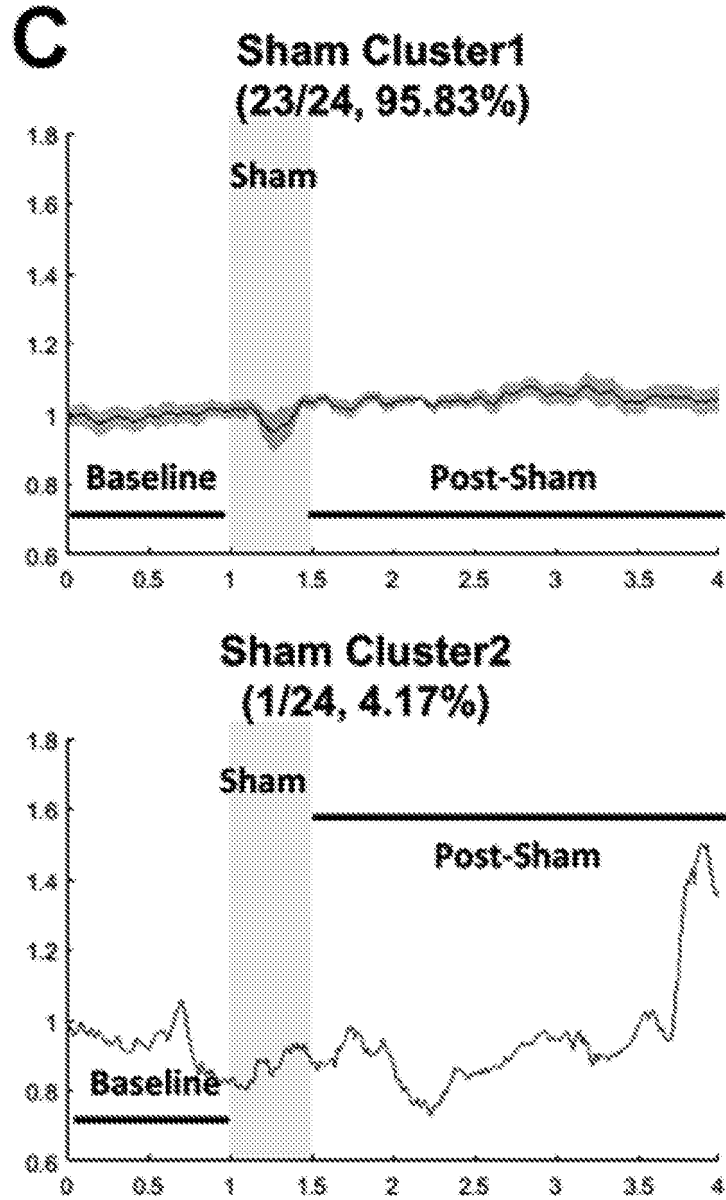 C
Sham Cluster1
(23/24, 95.83%)
1.8
Sham
1.6
1.4
1.2
1
Baseline
Post-Sham
0.8
0.6
0 0.5 1 1.5 2 2.5 3 3.5 4
Sham Cluster2
(1/24, 4.17%)
1.8
Sham
1.6
Post-Sham
1.4
1.2
1
Baseline
0.8
0.6
0 0.5 1 1.5 2 2.5 3 3.5 4